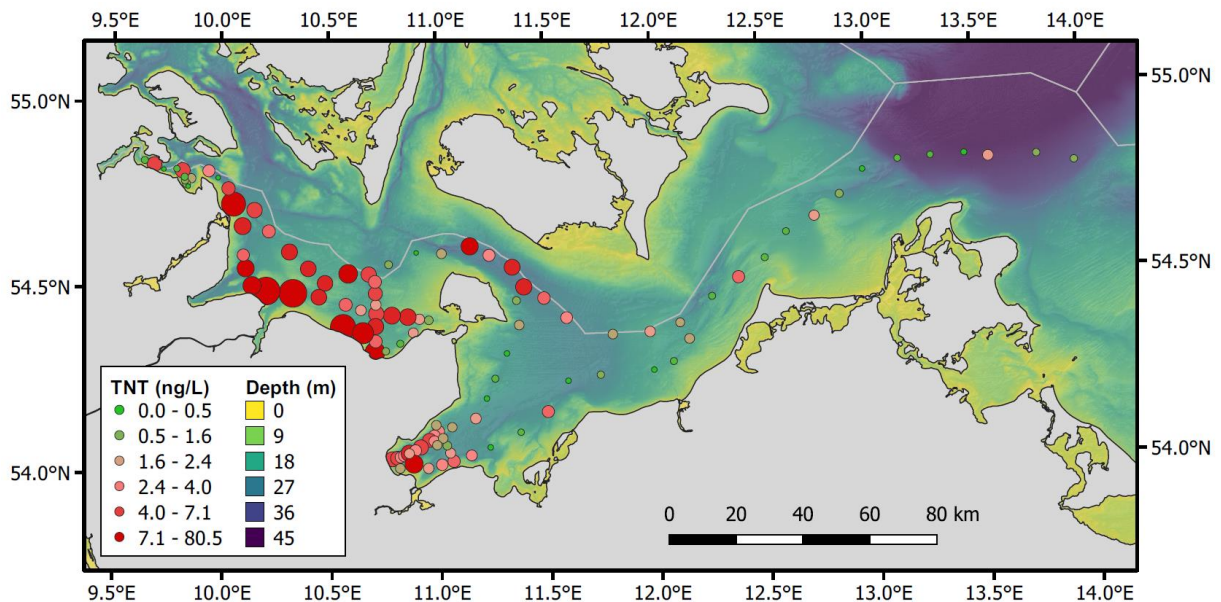 9.5°E 10.0°E 10.5°E 11.0°E 11.5°E 12.0°E 12.5°E 13.0°E 13.5°E 14.0°E
55.0°N 55.0°N
54.5°N 54.5°N
54.0°N 54.0°N
TNT (ng/L) Depth (m)
0.0 - 0.5 0
0.5 - 1.6 9
1.6 - 2.4 18
2.4 - 4.0 27
4.0 - 7.1 36
7.1 - 80.5 45
0 20 40 60 80 km
9.5°E 10.0°E 10.5°E 11.0°E 11.5°E 12.0°E 12.5°E 13.0°E 13.5°E 14.0°E